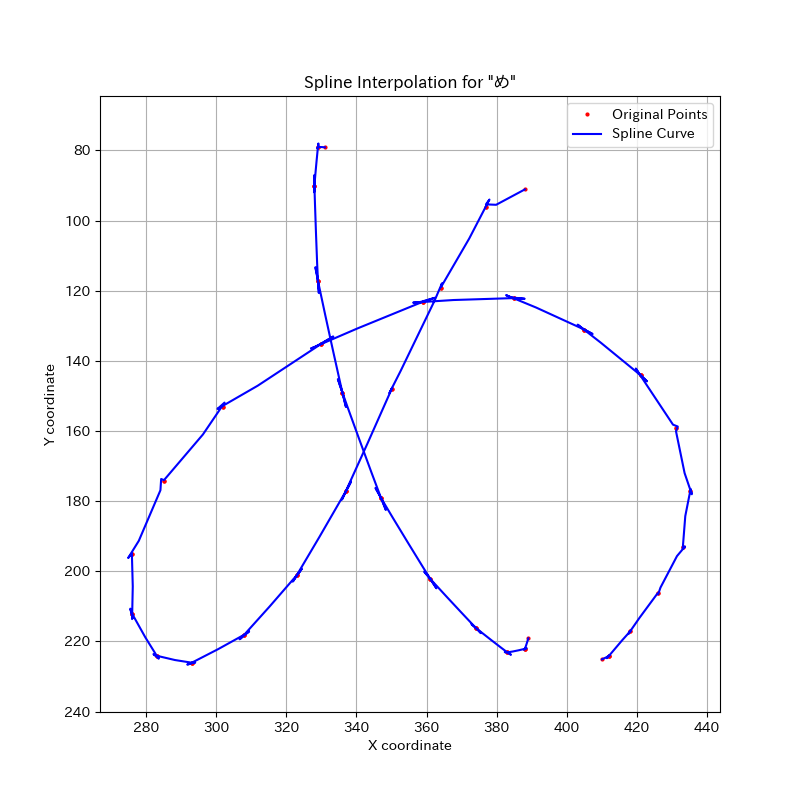 Spline Interpolation for "め"
Original Points
Spline Curve
Y coordinate
80
100
120
140
160
180
200
220
240
280 300 320 340 360 380 400 420 440
X coordinate